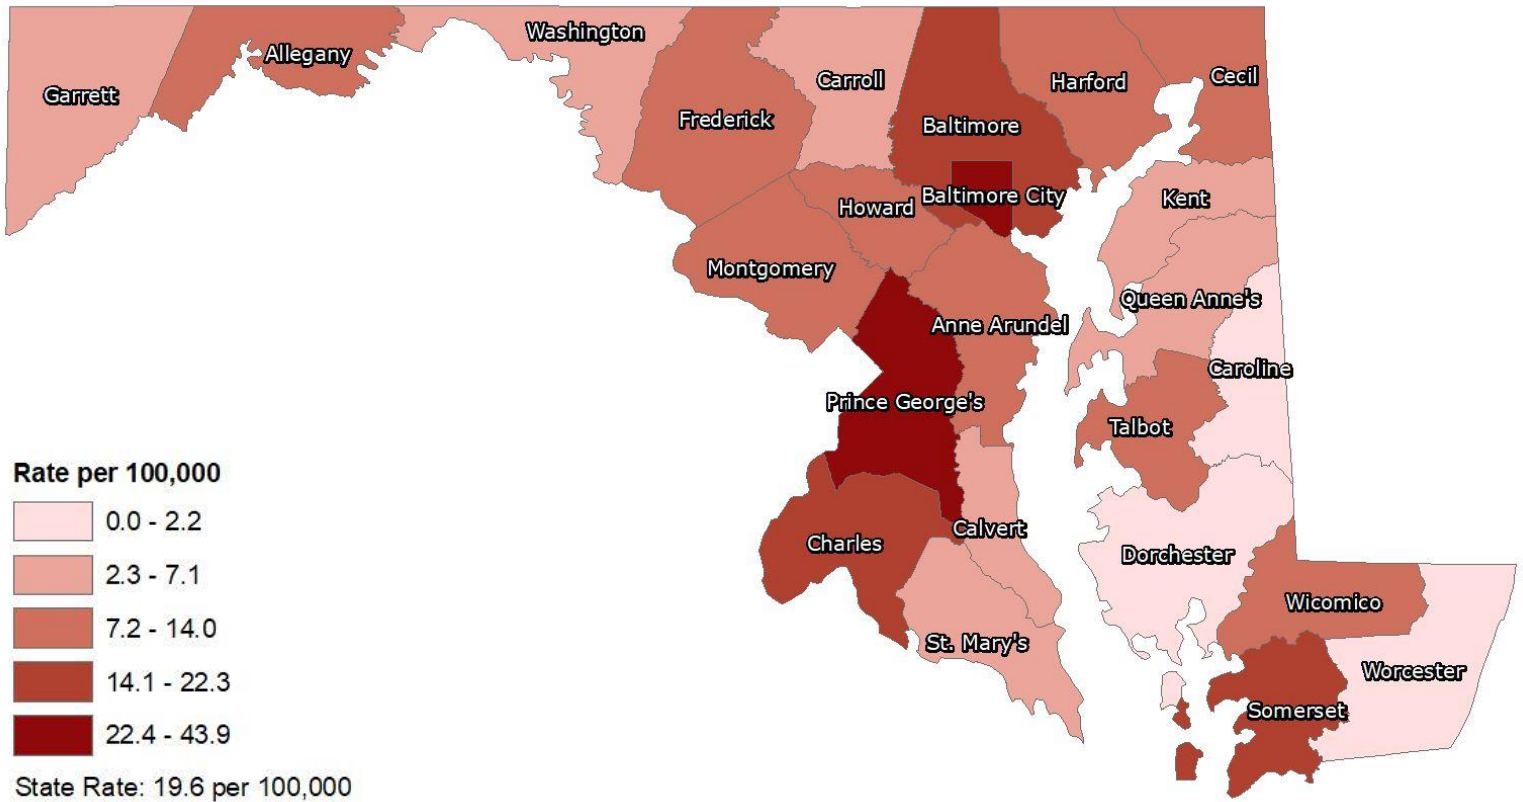 Washington
Allegany
Garrett
Carroll
Harford
Cecil
Frederick
Baltimore
Baltimore City
Howard
Kent
Montgomery
Queen Anne's
Anne Arundel
Caroline
Prince George's
Talbot
Calvert
Charles
Dorchester
Wicomico
St. Mary's
Worcester
Somerset
Rate per 100,000
0.0 - 2.2
2.3 - 7.1
7.2 - 14.0
14.1 - 22.3
22.4 - 43.9
State Rate: 19.6 per 100,000